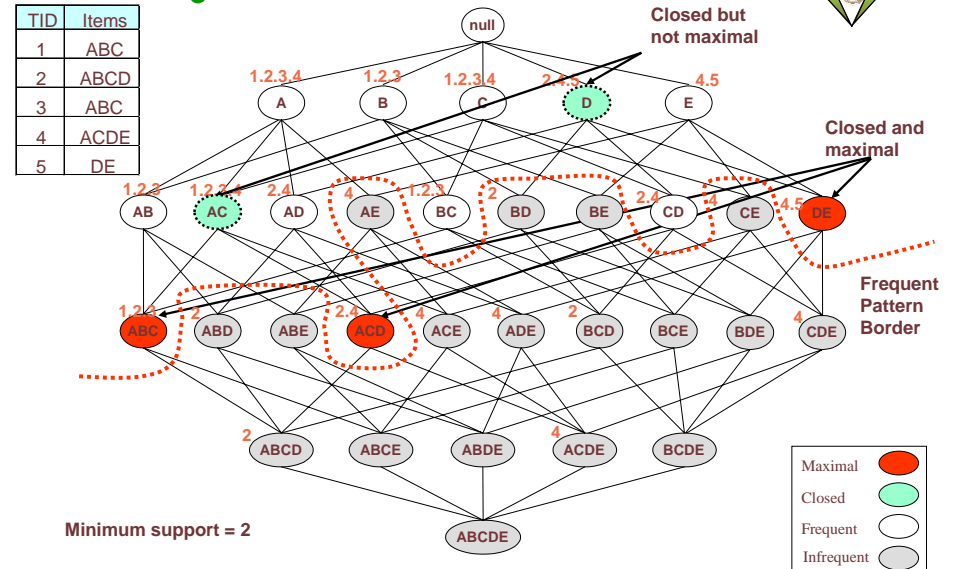 TID Items
1 ABC
2 ABCD
3 ABC
4 ACDE
5 DE
null
Closed but
not maximal
1.2.3.4 1.2.3 1.2.3.4 2.4.5 4.5
A B C D E
Closed and
maximal
1.2.3 1.2.3.4 2.4 4 1.2.3 2 2.4 4 4.5
AB AC AD AE BC BD BE CD CE DE
Frequent
Pattern
Border
1.2.3 2 2.4 4 4 2 4
ABC ABD ABE ACD ACE ADE BCD BCE BDE CDE
2 4
ABCD ABCE ABDE ACDE BCDE
Minimum support = 2
ABCDE
Maximal
Closed
Frequent
Infrequent